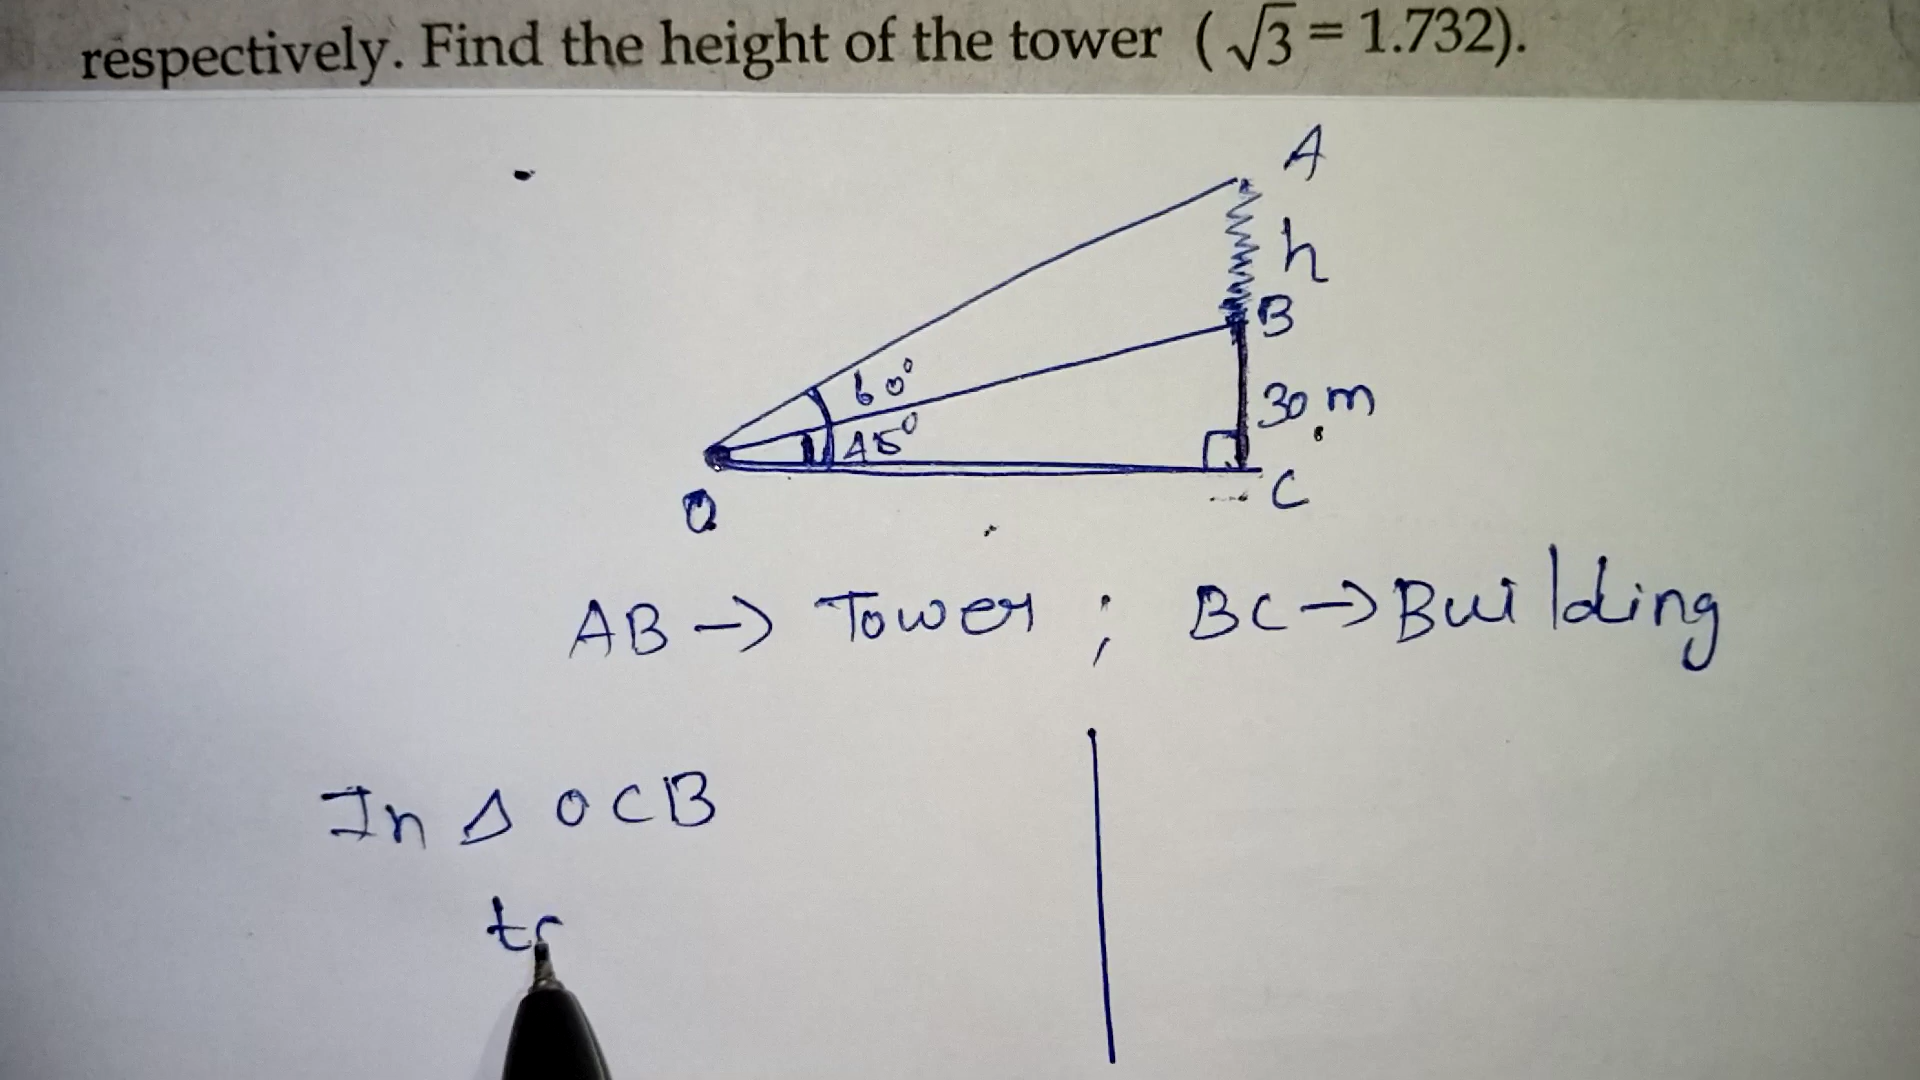 respectively. Find the height of the tower (√3 = 1.732).
A
h
B
60°
30 m
45°
O
C
AB → Tower ; BC → Building
In △ OCB